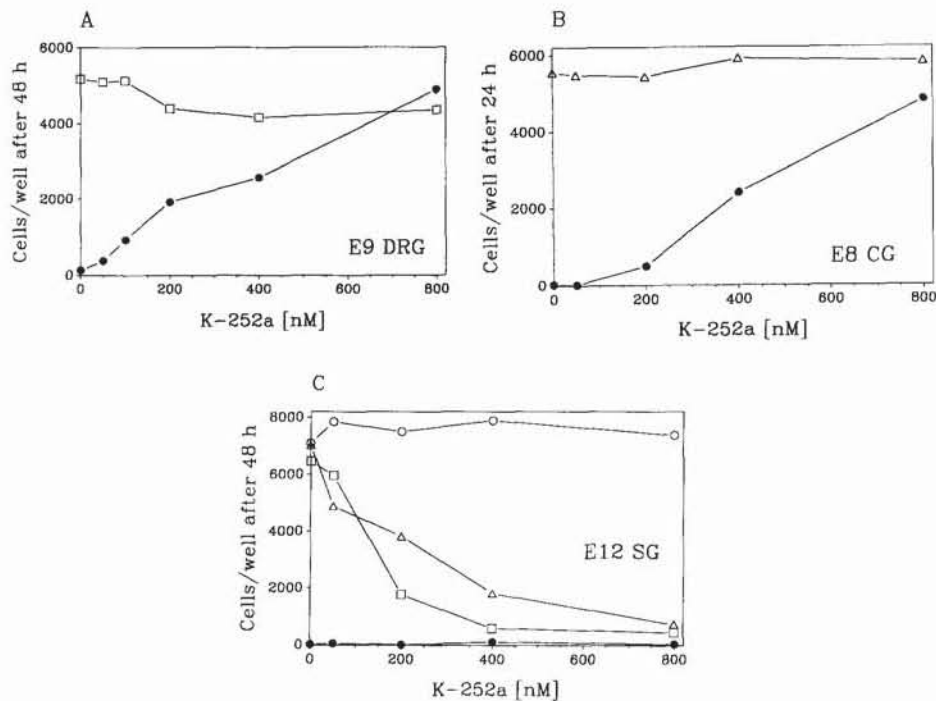 A
6000
4000
2000
0
Cells/well after 48 h
E9 DRG
0 200 400 600 800
K-252a [nM]
B
6000
4000
2000
0
Cells/well after 24 h
E8 CG
0 200 400 600 800
K-252a [nM]
C
8000
6000
4000
2000
0
Cells/well after 48 h
E12 SG
0 200 400 600 800
K-252a [nM]